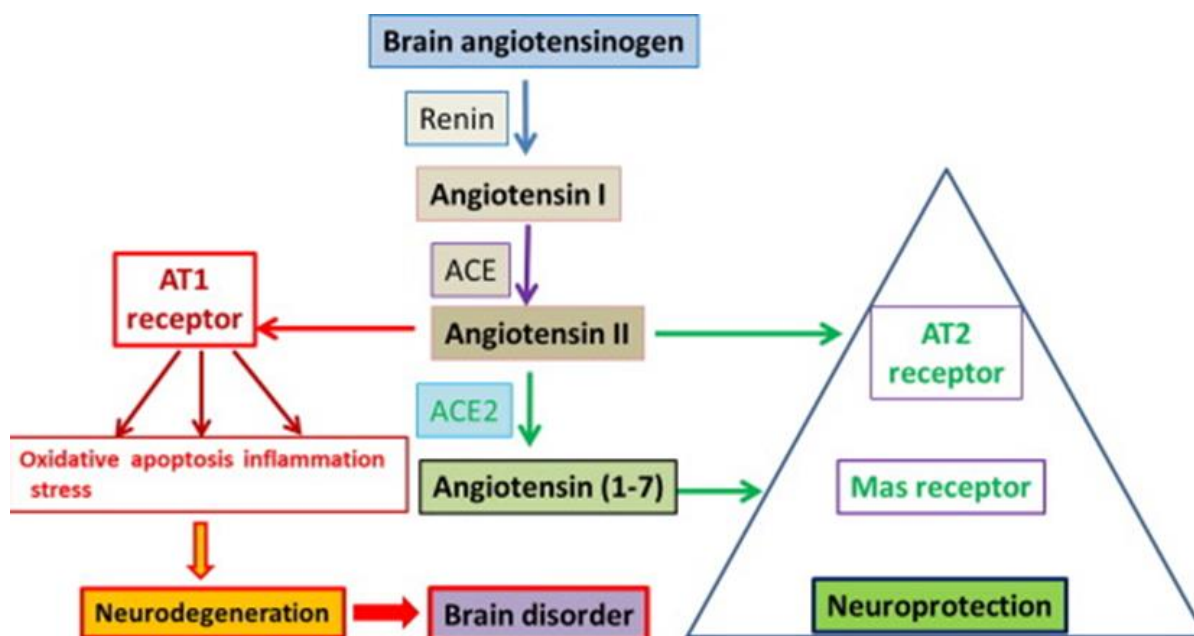 Brain angiotensinogen
Renin
Angiotensin I
ACE
AT1
receptor
Angiotensin II
AT2
receptor
ACE2
Oxidative apoptosis inflammation
stress
Angiotensin (1-7)
Mas receptor
Neurodegeneration
Brain disorder
Neuroprotection